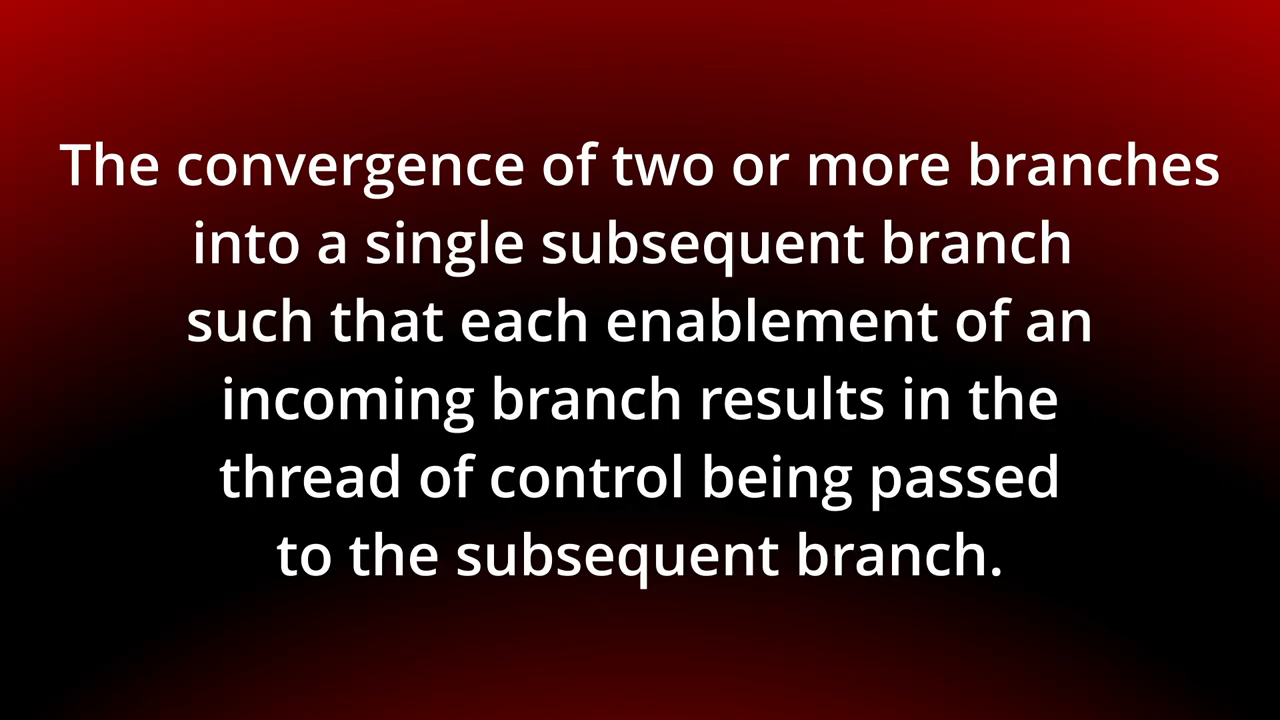 The convergence of two or more branches
into a single subsequent branch
such that each enablement of an
incoming branch results in the
thread of control being passed
to the subsequent branch.